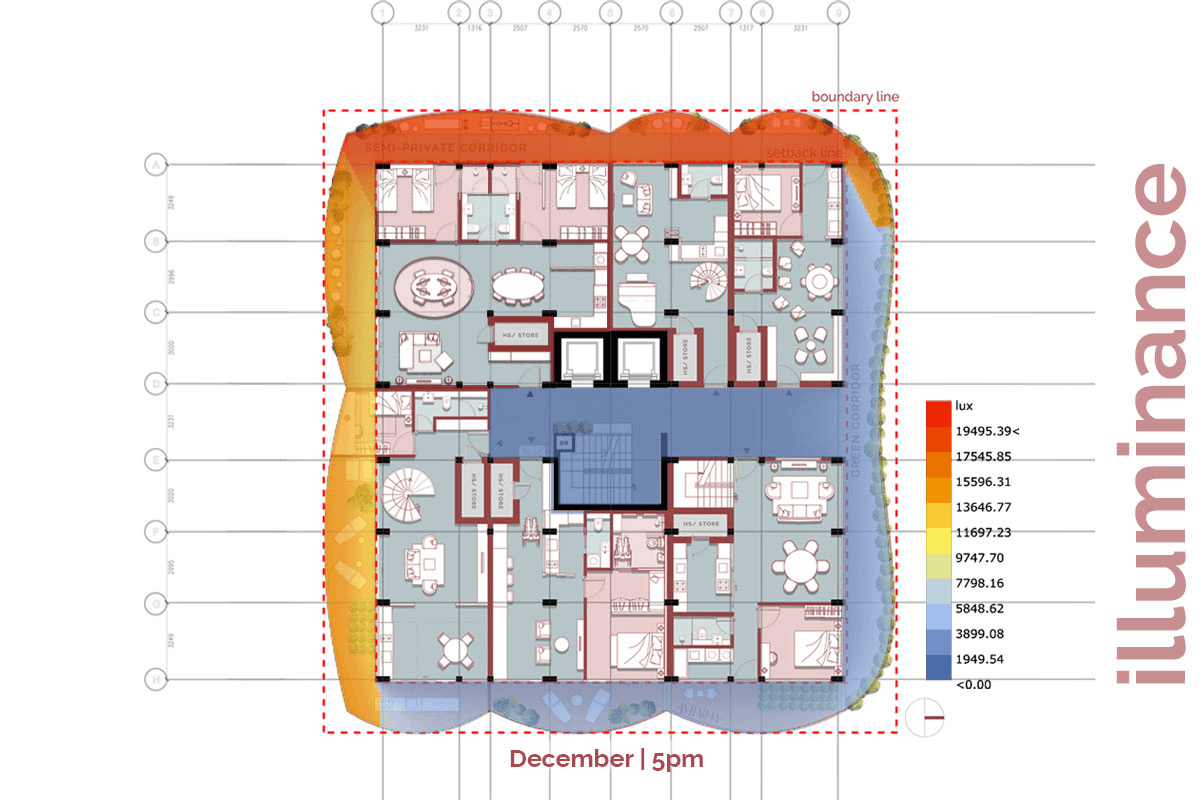 1 2 3 4 5 6 7 8 9
3231 1316 2507 2570 2570 2507 1317 3231
boundary line
SEMI-PRIVATE CORRIDOR
setback line
A
3249
B
2996
C
HS/ STORE
3020
HS/ STORE
HS/ STORE
D
GREEN CORRIDOR
3231
DR
E
HS/ STORE
HS/ STORE
3020
HS/ STORE
F
2995
G
3249
H
lux
19495.39<
17545.85
15596.31
13646.77
11697.23
9747.70
7798.16
5848.62
3899.08
1949.54
<0.00
illuminance
December | 5pm